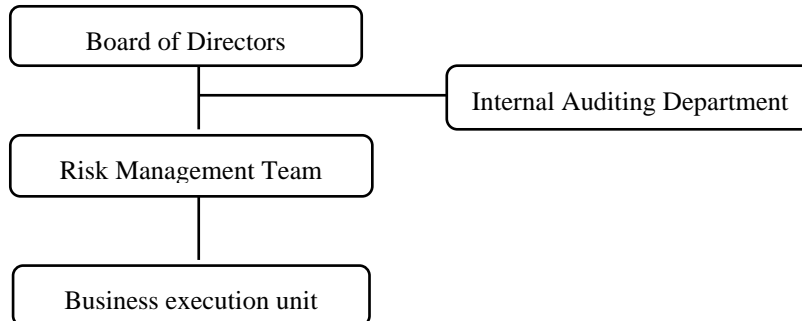 Board of Directors
Internal Auditing Department
Risk Management Team
Business execution unit